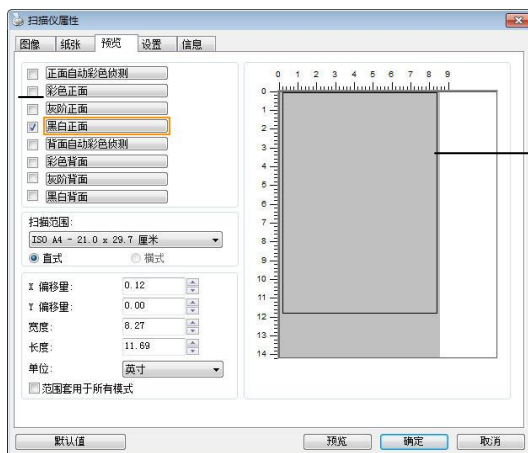 扫描仪属性
图像 纸张 预览 设置 信息
正面自动彩色侦测
彩色正面
灰阶正面
黑白正面
背面自动彩色侦测
彩色背面
灰阶背面
黑白背面
扫描范围:
ISO A4 - 21.0 x 29.7 厘米
直式 横式
X 偏移量: 0.12
Y 偏移量: 0.00
宽度: 8.27
长度: 11.69
单位: 英寸
范围套用于所有模式
0 1 2 3 4 5 6 7 8 9
0
1
2
3
4
5
6
7
8
9
10
11
12
13
14
默认值 预览 确定 取消